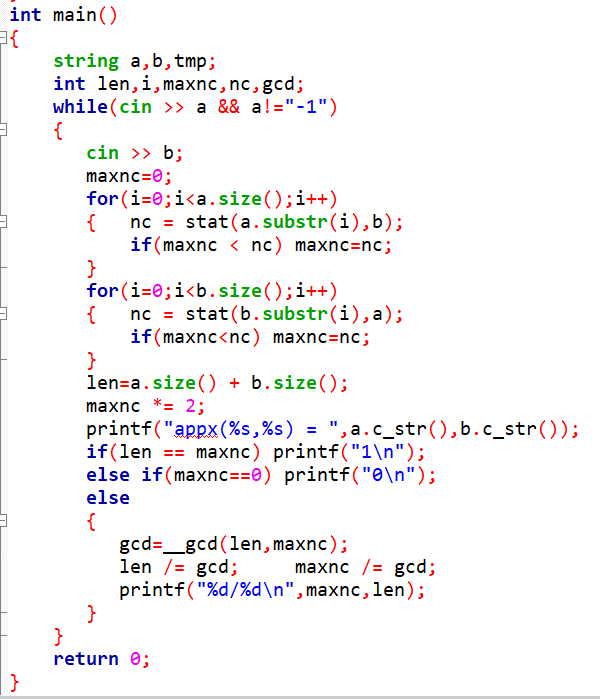 int main()
{
string a,b,tmp;
int len,i,maxnc,nc,gcd;
while(cin >> a && a!="-1")
{
cin >> b;
maxnc=0;
for(i=0;i<a.size();i++)
{ nc = stat(a.substr(i),b);
if(maxnc < nc) maxnc=nc;
}
for(i=0;i<b.size();i++)
{ nc = stat(b.substr(i),a);
if(maxnc<nc) maxnc=nc;
}
len=a.size() + b.size();
maxnc *= 2;
printf("appx(%s,%s) = ",a.c_str(),b.c_str());
if(len == maxnc) printf("1\n");
else if(maxnc==0) printf("0\n");
else
{
gcd=__gcd(len,maxnc);
len /= gcd; maxnc /= gcd;
printf("%d/%d\n",maxnc,len);
}
}
return 0;
}